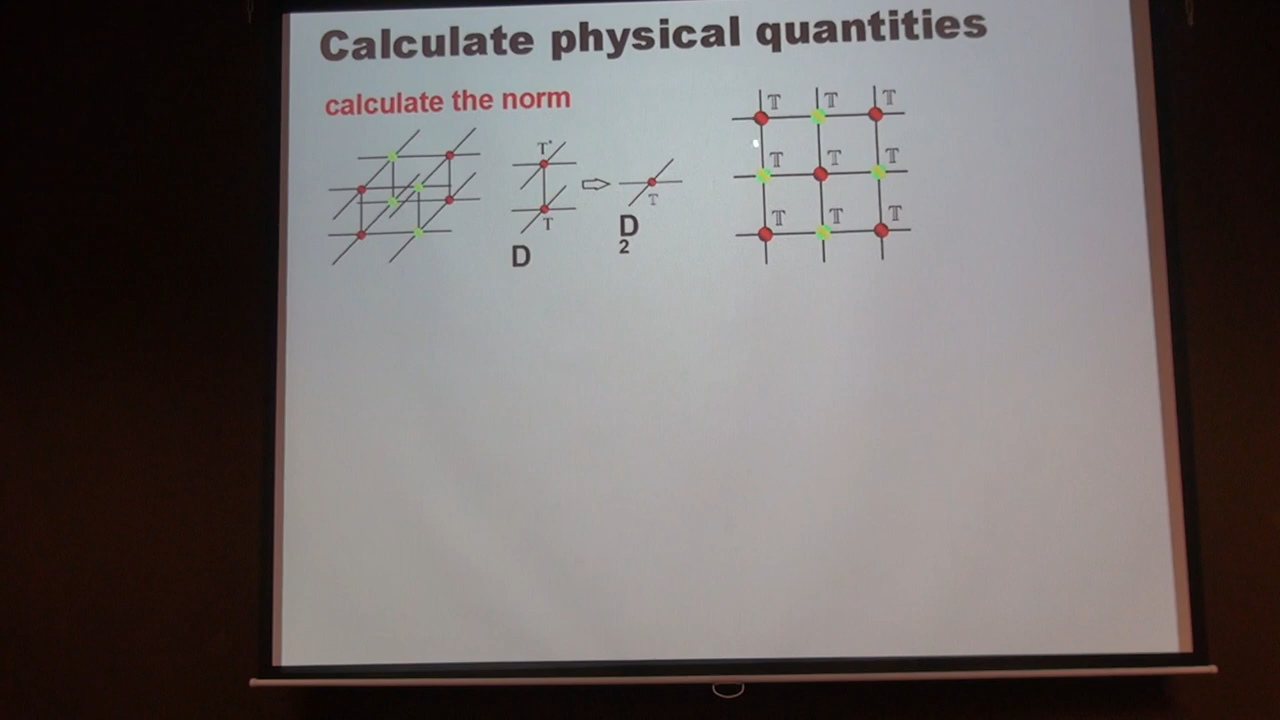 Calculate physical quantities
calculate the norm
T*
T
D
T
D
2
𝕋 𝕋 𝕋
𝕋 𝕋 𝕋
𝕋 𝕋 𝕋